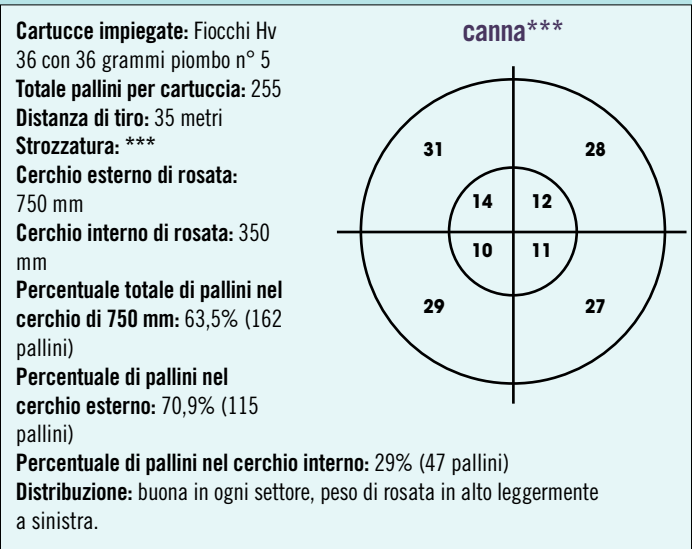 Cartucce impiegate: Fiocchi Hv
36 con 36 grammi piombo n° 5
Totale pallini per cartuccia: 255
Distanza di tiro: 35 metri
Strozzatura: ***
Cerchio esterno di rosata:
750 mm
Cerchio interno di rosata: 350
mm
Percentuale totale di pallini nel
cerchio di 750 mm: 63,5% (162
pallini)
Percentuale di pallini nel
cerchio esterno: 70,9% (115
pallini)
Percentuale di pallini nel cerchio interno: 29% (47 pallini)
Distribuzione: buona in ogni settore, peso di rosata in alto leggermente
a sinistra.
canna***
31 28
14 12
10 11
29 27